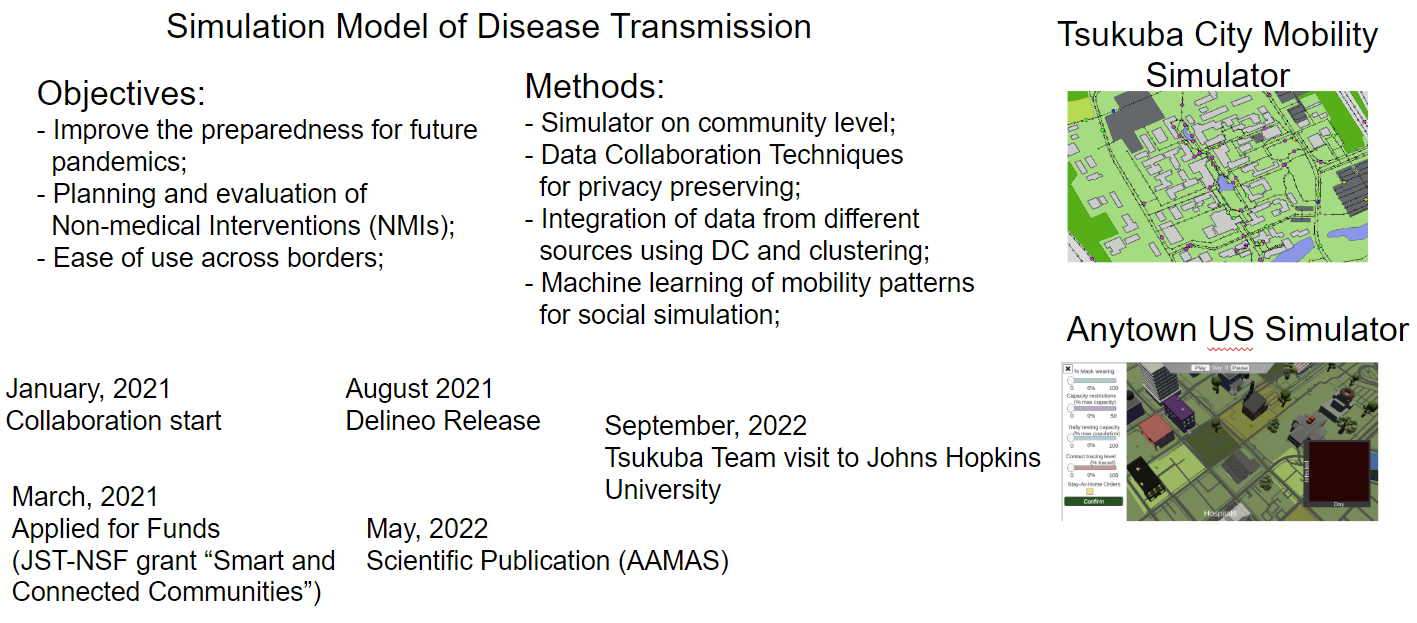 Simulation Model of Disease Transmission
Objectives:
- Improve the preparedness for future
pandemics;
- Planning and evaluation of
Non-medical Interventions (NMIs);
- Ease of use across borders;
Methods:
- Simulator on community level;
- Data Collaboration Techniques
for privacy preserving;
- Integration of data from different
sources using DC and clustering;
- Machine learning of mobility patterns
for social simulation;
Tsukuba City Mobility
Simulator
Anytown US Simulator
% Mask wearing
0 0% 100
Capacity restrictions
(% max capacity)
0 0% 50
Daily testing capacity
(% max population)
0 0% 100
Contact tracing level
(% traced)
0 0% 100
Stay-At-Home Orders
Confirm
Play Day 0 Pause
Infected
Day
Hospitals
January, 2021
Collaboration start
March, 2021
Applied for Funds
(JST-NSF grant “Smart and
Connected Communities”)
August 2021
Delineo Release
May, 2022
Scientific Publication (AAMAS)
September, 2022
Tsukuba Team visit to Johns Hopkins
University